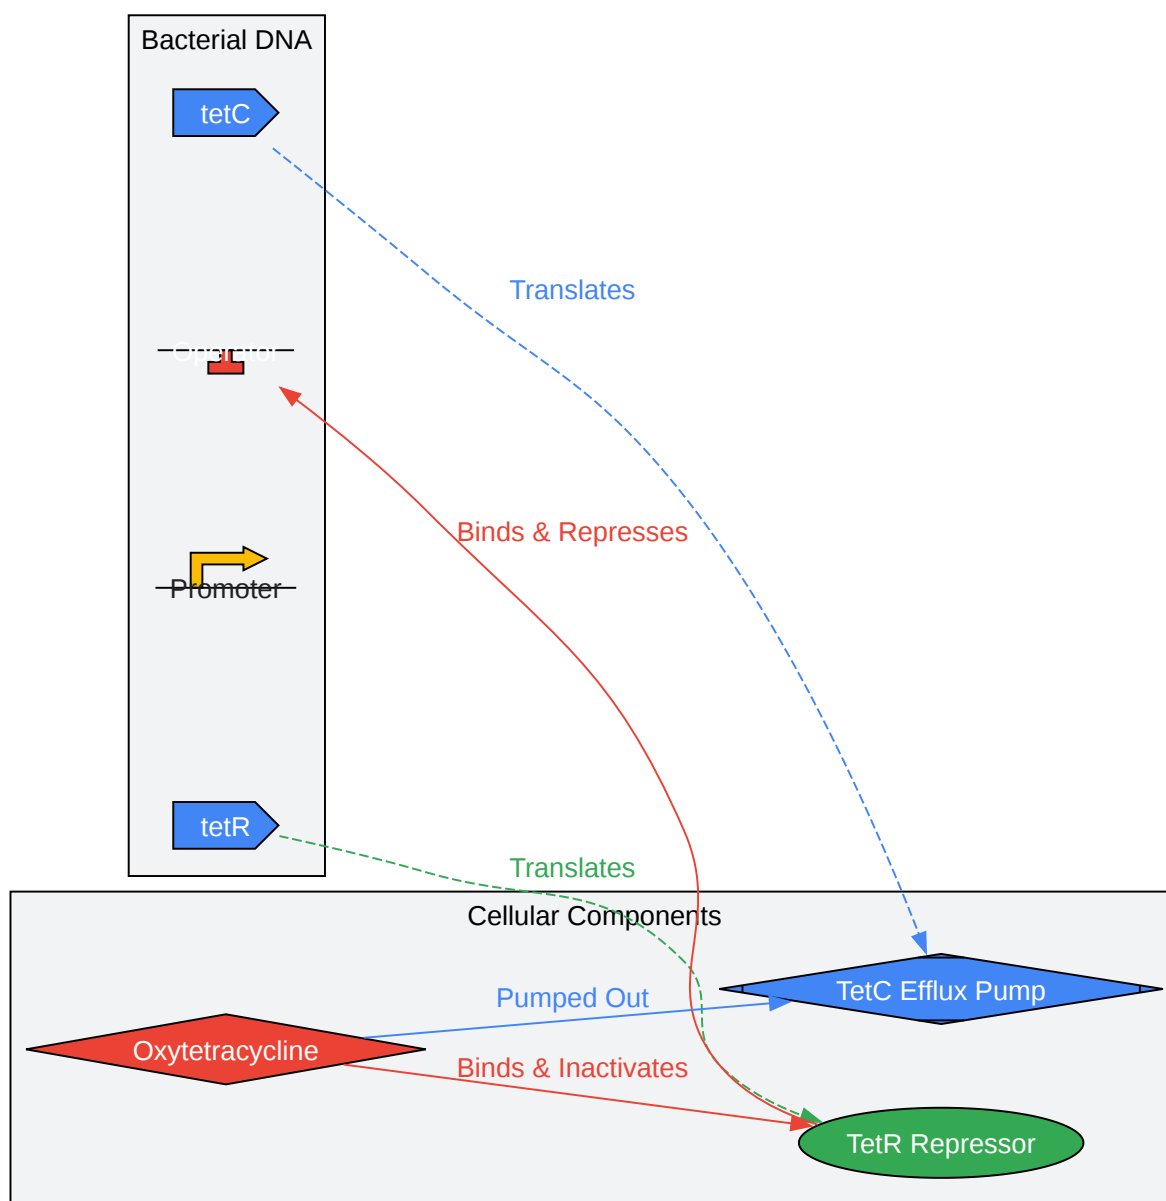 Bacterial DNA
tetC
Translates
Operator
Binds & Represses
Promoter
tetR
Translates
Cellular Components
TetC Efflux Pump
Pumped Out
Oxytetracycline
Binds & Inactivates
TetR Repressor